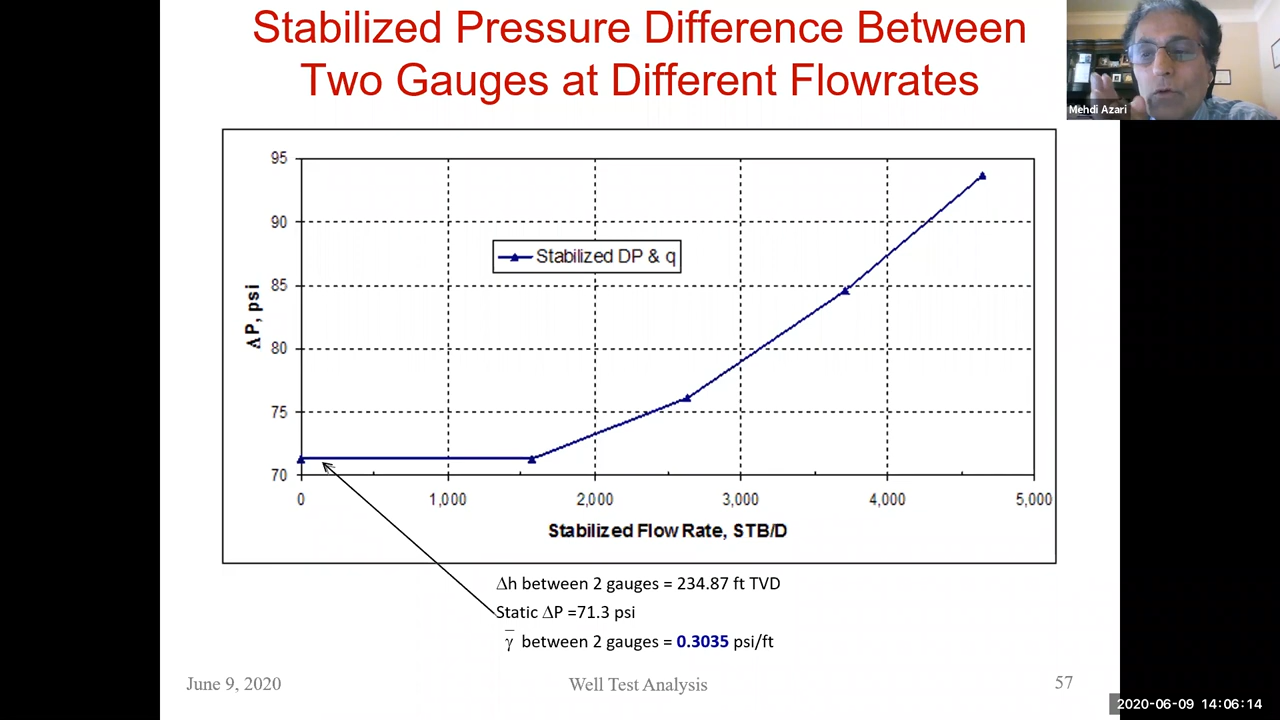 Stabilized Pressure Difference Between
Two Gauges at Different Flowrates
Mehdi Azari
95
90
85
80
75
70
ΔP, psi
Stabilized DP & q
0 1,000 2,000 3,000 4,000 5,000
Stabilized Flow Rate, STB/D
Δh between 2 gauges = 234.87 ft TVD
Static ΔP =71.3 psi
γ̅ between 2 gauges = 0.3035 psi/ft
June 9, 2020 Well Test Analysis 57
2020-06-09 14:06:14